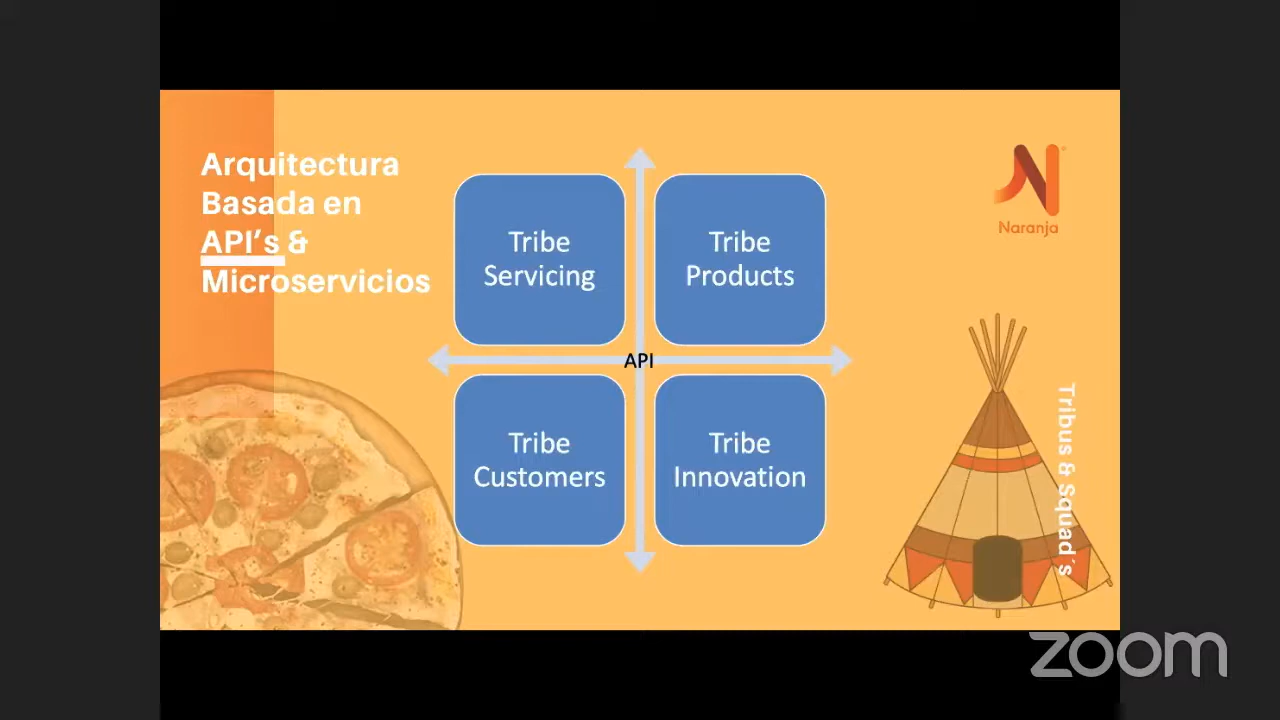 Arquitectura
Basada en
API’s &
Microservicios
Tribe
Servicing
Tribe
Products
API
Tribe
Customers
Tribe
Innovation
Naranja
Tribus & Squad´s
zoom